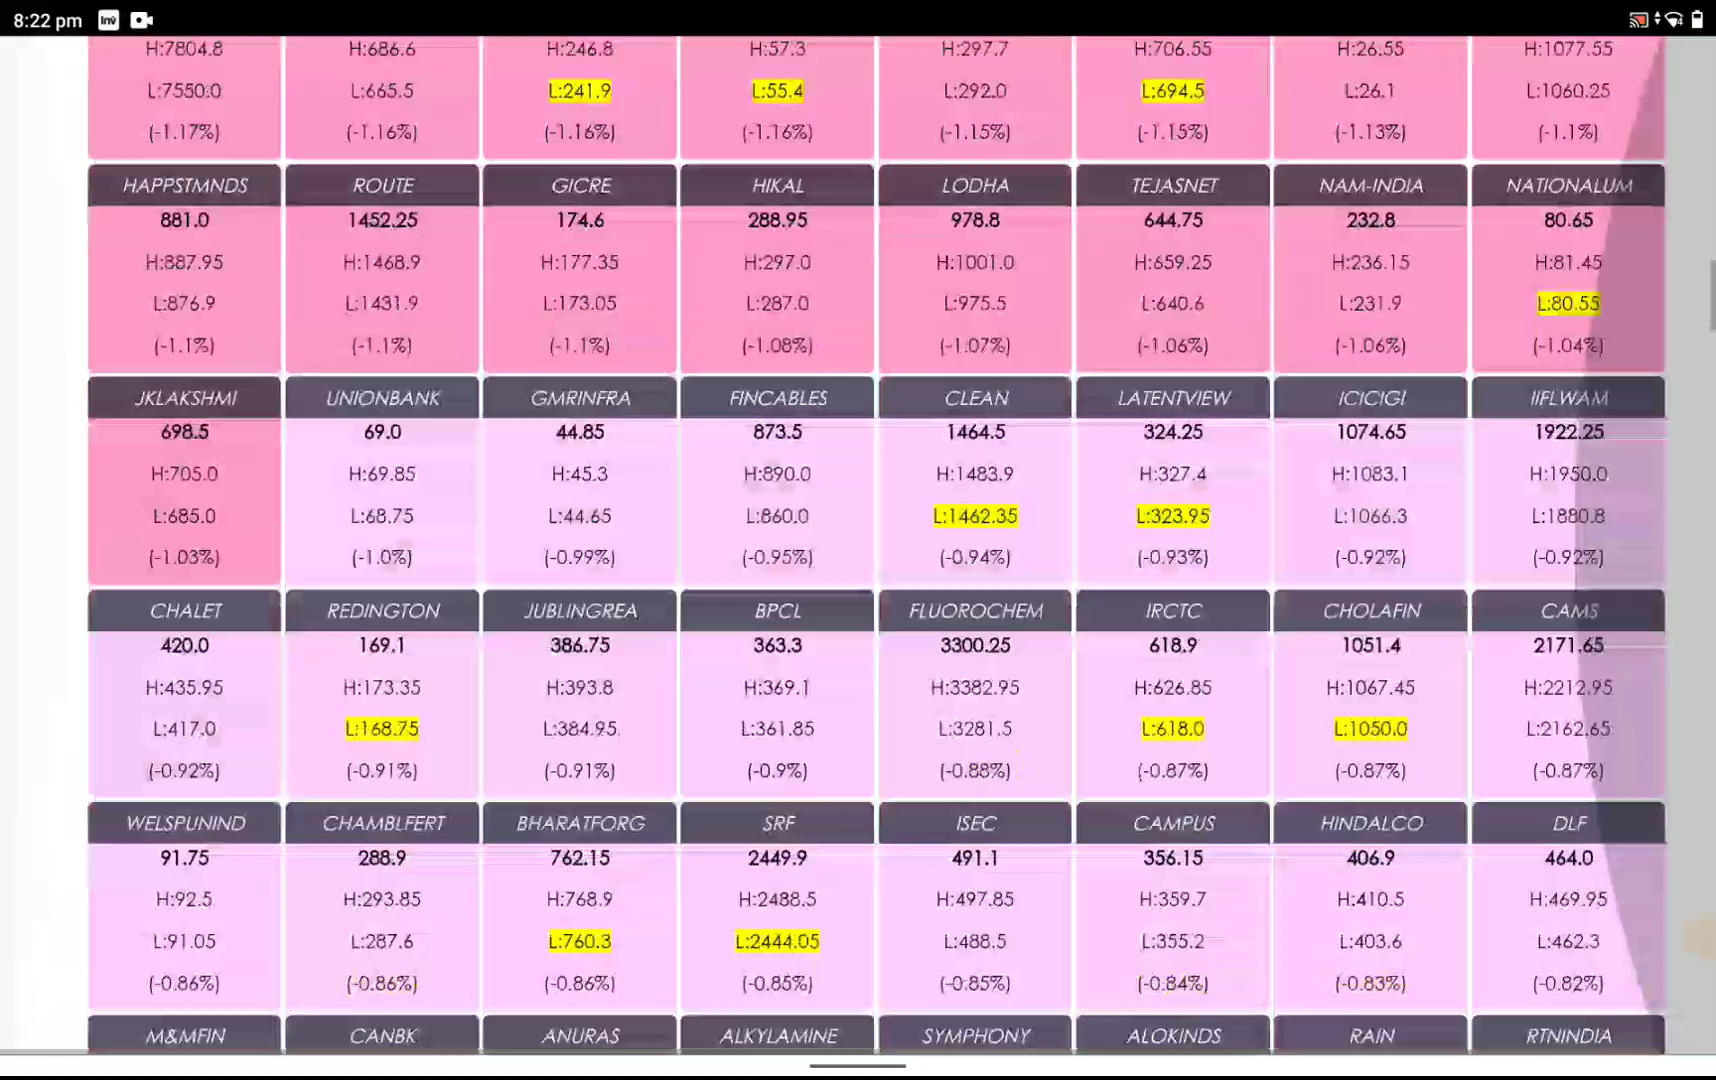 8:22 pm inv
H:7804.8 H:686.6 H:246.8 H:57.3 H:297.7 H:706.55 H:26.55 H:1077.55
L:7550.0 L:665.5 L:241.9 L:55.4 L:292.0 L:694.5 L:26.1 L:1060.25
(-1.17%) (-1.16%) (-1.16%) (-1.16%) (-1.15%) (-1.15%) (-1.13%) (-1.1%)
HAPPSTMNDS ROUTE GICRE HIKAL LODHA TEJASNET NAM-INDIA NATIONALUM
881.0 1452.25 174.6 288.95 978.8 644.75 232.8 80.65
H:887.95 H:1468.9 H:177.35 H:297.0 H:1001.0 H:659.25 H:236.15 H:81.45
L:876.9 L:1431.9 L:173.05 L:287.0 L:975.5 L:640.6 L:231.9 L:80.55
(-1.1%) (-1.1%) (-1.1%) (-1.08%) (-1.07%) (-1.06%) (-1.06%) (-1.04%)
JKLAKSHMI UNIONBANK GMRINFRA FINCABLES CLEAN LATENTVIEW ICICIGI IIFLWAM
698.5 69.0 44.85 873.5 1464.5 324.25 1074.65 1922.25
H:705.0 H:69.85 H:45.3 H:890.0 H:1483.9 H:327.4 H:1083.1 H:1950.0
L:685.0 L:68.75 L:44.65 L:860.0 L:1462.35 L:323.95 L:1066.3 L:1880.8
(-1.03%) (-1.0%) (-0.99%) (-0.95%) (-0.94%) (-0.93%) (-0.92%) (-0.92%)
CHALET REDINGTON JUBLINGREA BPCL FLUOROCHEM IRCTC CHOLAFIN CAMS
420.0 169.1 386.75 363.3 3300.25 618.9 1051.4 2171.65
H:435.95 H:173.35 H:393.8 H:369.1 H:3382.95 H:626.85 H:1067.45 H:2212.95
L:417.0 L:168.75 L:384.95 L:361.85 L:3281.5 L:618.0 L:1050.0 L:2162.65
(-0.92%) (-0.91%) (-0.91%) (-0.9%) (-0.88%) (-0.87%) (-0.87%) (-0.87%)
WELSPUNIND CHAMBLFERT BHARATFORG SRF ISEC CAMPUS HINDALCO DLF
91.75 288.9 762.15 2449.9 491.1 356.15 406.9 464.0
H:92.5 H:293.85 H:768.9 H:2488.5 H:497.85 H:359.7 H:410.5 H:469.95
L:91.05 L:287.6 L:760.3 L:2444.05 L:488.5 L:355.2 L:403.6 L:462.3
(-0.86%) (-0.86%) (-0.86%) (-0.85%) (-0.85%) (-0.84%) (-0.83%) (-0.82%)
M&MFIN CANBK ANURAS ALKYLAMINE SYMPHONY ALOKINDS RAIN RTNINDIA